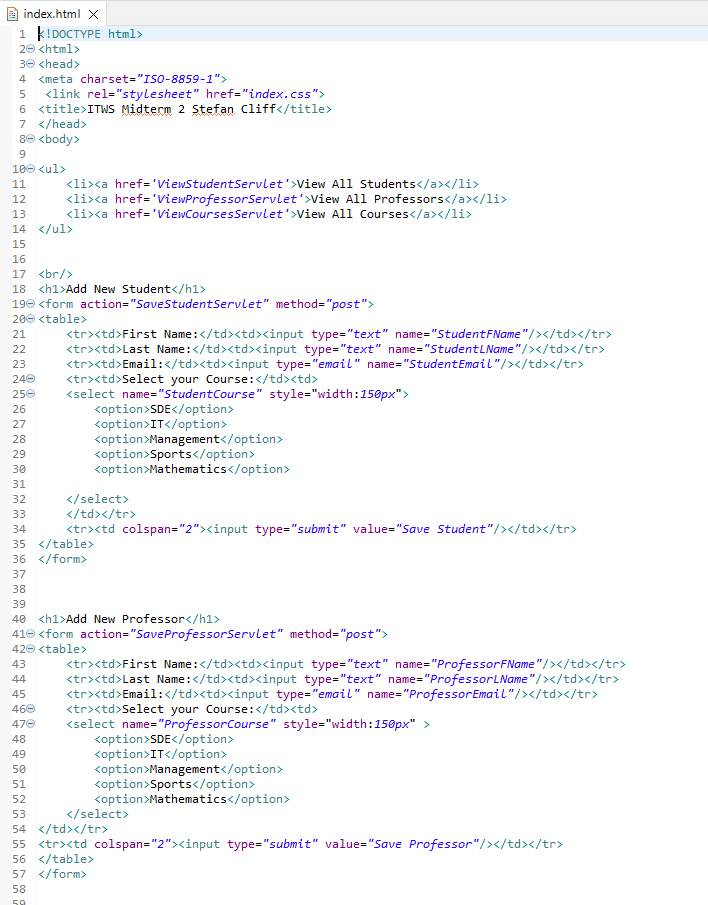 index.html
1 <!DOCTYPE html>
2 <html>
3 <head>
4 <meta charset="ISO-8859-1">
5  <link rel="stylesheet" href="index.css">
6 <title>ITWS Midterm 2 Stefan Cliff</title>
7 </head>
8 <body>
9
10 <ul>
11     <li><a href='ViewStudentServlet'>View All Students</a></li>
12     <li><a href='ViewProfessorServlet'>View All Professors</a></li>
13     <li><a href='ViewCoursesServlet'>View All Courses</a></li>
14 </ul>
15
16
17 <br/>
18 <h1>Add New Student</h1>
19 <form action="SaveStudentServlet" method="post">
20 <table>
21     <tr><td>First Name:</td><td><input type="text" name="StudentFName"/></td></tr>
22     <tr><td>Last Name:</td><td><input type="text" name="StudentLName"/></td></tr>
23     <tr><td>Email:</td><td><input type="email" name="StudentEmail"/></td></tr>
24     <tr><td>Select your Course:</td><td>
25     <select name="StudentCourse" style="width:150px">
26         <option>SDE</option>
27         <option>IT</option>
28         <option>Management</option>
29         <option>Sports</option>
30         <option>Mathematics</option>
31
32     </select>
33     </td></tr>
34     <tr><td colspan="2"><input type="submit" value="Save Student"/></td></tr>
35 </table>
36 </form>
37
38
39
40 <h1>Add New Professor</h1>
41 <form action="SaveProfessorServlet" method="post">
42 <table>
43     <tr><td>First Name:</td><td><input type="text" name="ProfessorFName"/></td></tr>
44     <tr><td>Last Name:</td><td><input type="text" name="ProfessorLName"/></td></tr>
45     <tr><td>Email:</td><td><input type="email" name="ProfessorEmail"/></td></tr>
46     <tr><td>Select your Course:</td><td>
47     <select name="ProfessorCourse" style="width:150px" >
48         <option>SDE</option>
49         <option>IT</option>
50         <option>Management</option>
51         <option>Sports</option>
52         <option>Mathematics</option>
53     </select>
54 </td></tr>
55 <tr><td colspan="2"><input type="submit" value="Save Professor"/></td></tr>
56 </table>
57 </form>
58
59